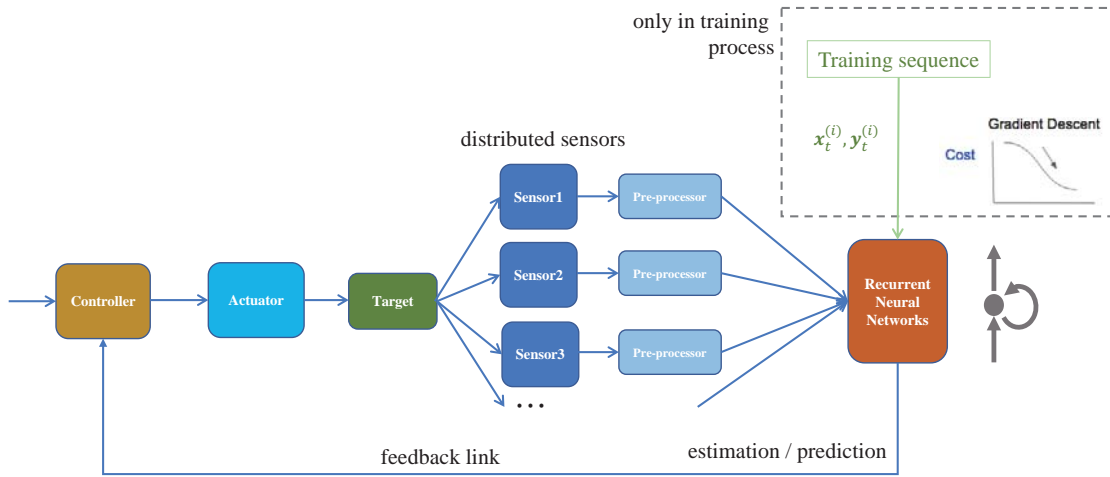 only in training
process
Training sequence
x_t^{(i)}, y_t^{(i)}
Gradient Descent
Cost
distributed sensors
Sensor1
Pre-processor
Sensor2
Pre-processor
Controller
Actuator
Target
Recurrent
Neural
Networks
Sensor3
Pre-processor
...
feedback link
estimation / prediction